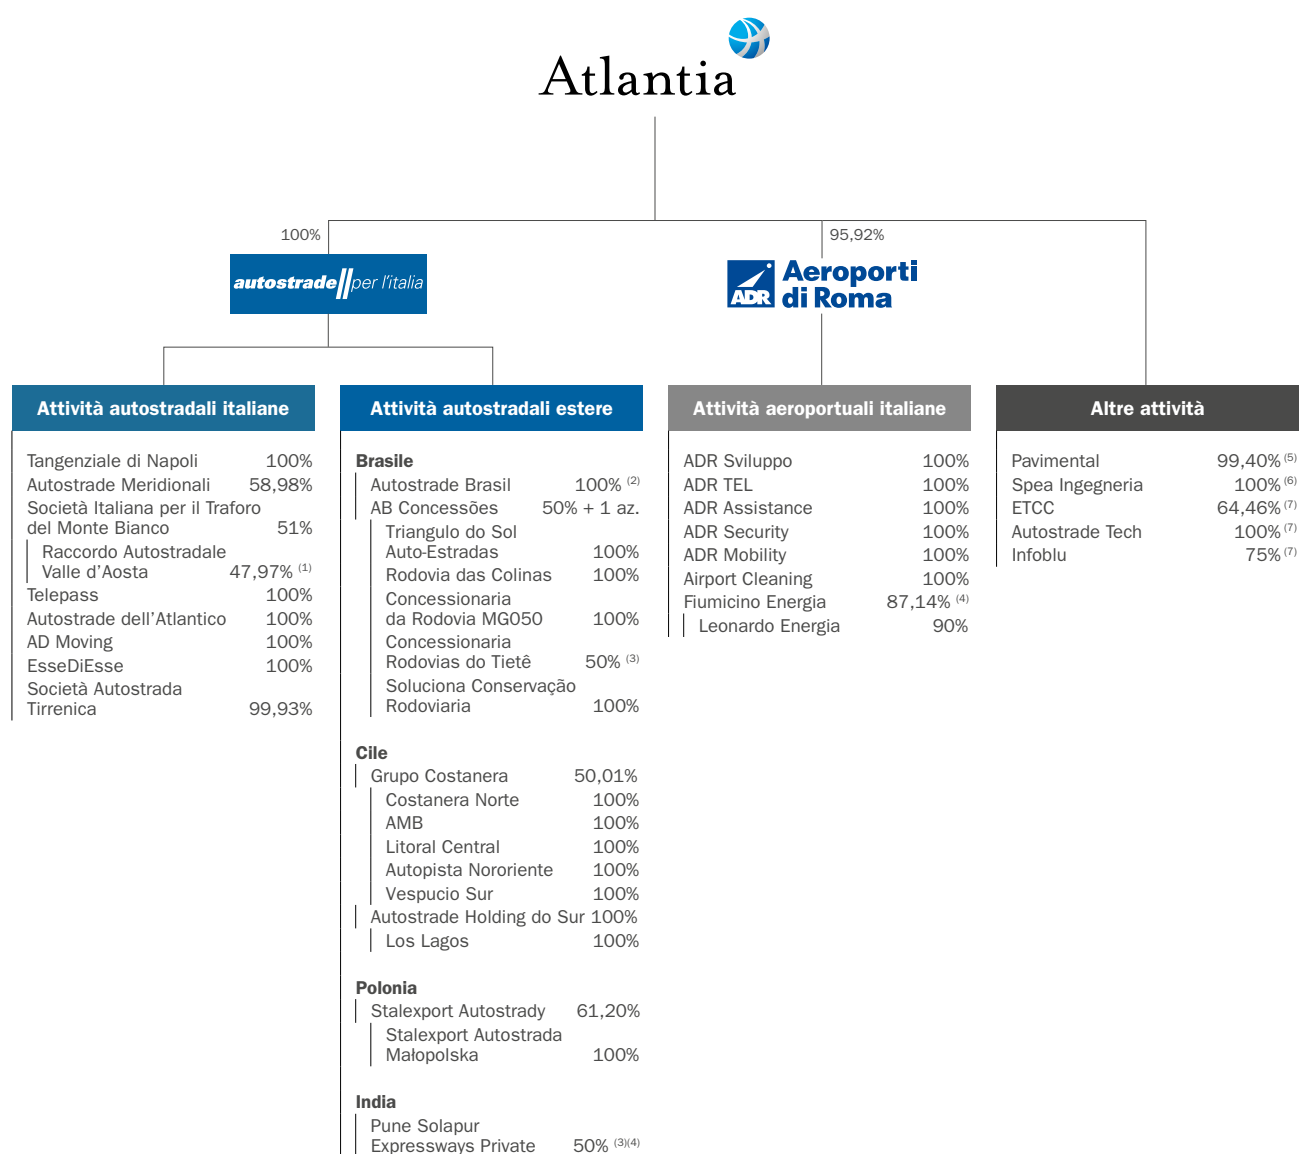 Atlantia
100%
95,92%
autostrade per l'italia
ADR Aeroporti
di Roma
Attività autostradali italiane
Tangenziale di Napoli 100%
Autostrade Meridionali 58,98%
Società Italiana per il Traforo
del Monte Bianco 51%
Raccordo Autostradale
Valle d’Aosta 47,97% (1)
Telepass 100%
Autostrade dell’Atlantico 100%
AD Moving 100%
EsseDiEsse 100%
Società Autostrada
Tirrenica 99,93%
Attività autostradali estere
Brasile
Autostrade Brasil 100% (2)
AB Concessões 50% + 1 az.
Triangulo do Sol
Auto-Estradas 100%
Rodovia das Colinas 100%
Concessionaria
da Rodovia MG050 100%
Concessionaria
Rodovias do Tietê 50% (3)
Soluciona Conservação
Rodoviaria 100%
Cile
Grupo Costanera 50,01%
Costanera Norte 100%
AMB 100%
Litoral Central 100%
Autopista Nororiente 100%
Vespucio Sur 100%
Autostrade Holding do Sur 100%
Los Lagos 100%
Polonia
Stalexport Autostrady 61,20%
Stalexport Autostrada
Małopolska 100%
India
Pune Solapur
Expressways Private 50% (3)(4)
Attività aeroportuali italiane
ADR Sviluppo 100%
ADR TEL 100%
ADR Assistance 100%
ADR Security 100%
ADR Mobility 100%
Airport Cleaning 100%
Fiumicino Energia 87,14% (4)
Leonardo Energia 90%
Altre attività
Pavimental 99,40% (5)
Spea Ingegneria 100% (6)
ETCC 64,46% (7)
Autostrade Tech 100% (7)
Infoblu 75% (7)